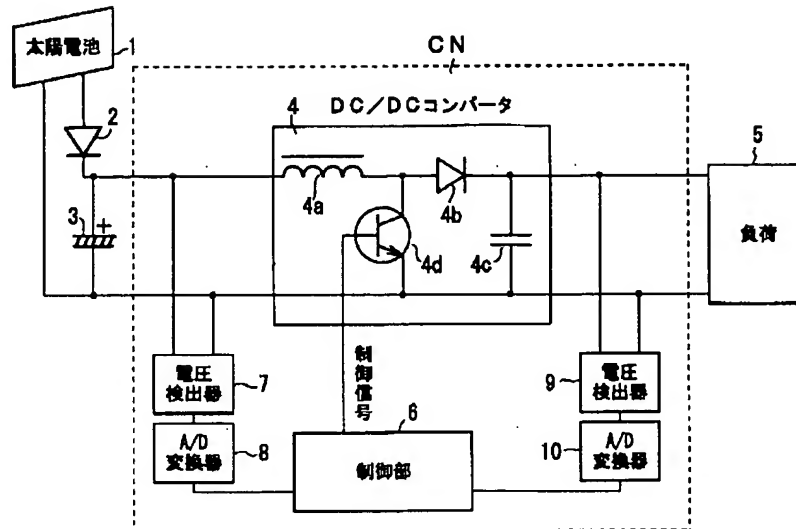 CN
太陽電池
1
2
3
+
4
DC/DCコンバータ
4a
4b
4c
4d
5
負荷
制御信号
電圧
検出器
7
A/D
変換器
8
6
制御部
電圧
検出器
9
A/D
変換器
10